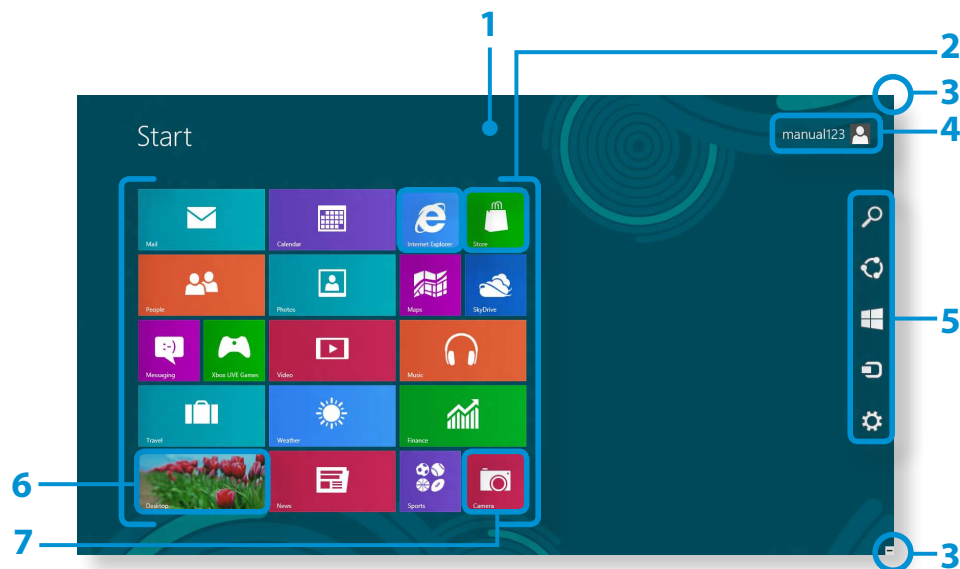 1
2
3
Start
manual123
4
Mail
Calendar
Internet Explorer
Store
People
Photos
Maps
SkyDrive
5
Messaging
:-)
Xbox LIVE Games
Video
Music
Travel
Weather
Finance
6
Desktop
News
Sports
Camera
7
3